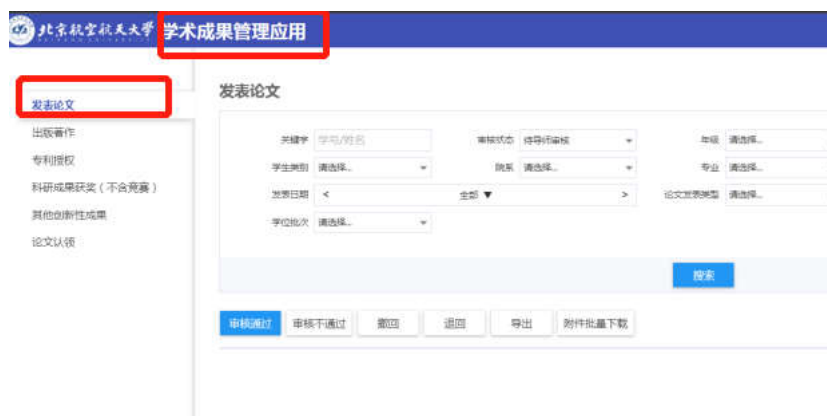 北京航空航天大學 学术成果管理应用
发表论文
出版著作
专利授权
科研成果获奖（不含竞赛）
其他创新性成果
论文认领
发表论文
关键字 学号/姓名 审核状态 待导师审核 年级 请选择...
学生类别 请选择... 院系 请选择... 专业 请选择...
发表日期 < 全部 ▼ > 论文发表类型 请选择...
学位批次 请选择...
搜索
审核通过 审核不通过 撤回 退回 导出 附件批量下载